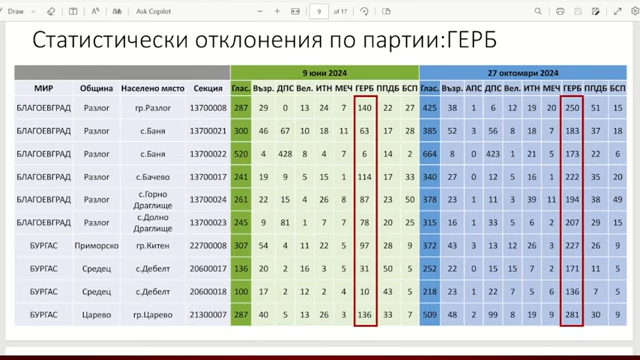 Draw
Ask Copilot
9 of 17
Статистически отклонения по партии:ГЕРБ
9 юни 2024 27 октомври 2024
МИР Община Населено място Секция Глас. Възр. ДПС Вел. ИТН МЕЧ ГЕРБ ППДБ БСП Глас. Възр. АПС ДПС Вел. ИТН МЕЧ ГЕРБ ППДБ БСП
БЛАГОЕВГРАД Разлог гр.Разлог 13700008 287 29 0 13 24 7 140 22 27 425 38 1 6 12 19 20 250 51 15
БЛАГОЕВГРАД Разлог с.Баня 13700021 300 46 67 10 18 11 63 17 28 385 52 3 56 8 18 7 183 37 18
БЛАГОЕВГРАД Разлог с.Баня 13700022 520 4 428 8 4 7 6 14 2 664 8 0 423 1 21 5 173 22 6
БЛАГОЕВГРАД Разлог с.Бачево 13700017 241 19 9 5 15 1 114 17 33 340 27 0 12 5 16 1 222 35 20
БЛАГОЕВГРАД Разлог с.Горно Драглище 13700024 261 22 15 4 26 8 87 23 50 378 23 1 11 3 39 11 194 38 49
БЛАГОЕВГРАД Разлог с.Долно Драглище 13700023 245 9 81 1 7 7 78 20 25 315 16 1 33 5 6 2 207 29 15
БУРГАС Приморско гр.Китен 22700008 307 54 4 11 22 5 97 28 9 372 43 3 13 12 26 3 227 26 9
БУРГАС Средец с.Дебелт 20600017 136 20 2 16 3 5 31 50 5 252 22 0 15 15 7 2 171 11 5
БУРГАС Средец с.Дебелт 20600018 100 17 2 12 2 4 10 43 5 218 23 1 22 7 5 6 136 7 5
БУРГАС Царево гр.Царево 21300007 287 40 5 13 26 3 136 33 7 509 48 2 99 8 19 9 281 30 9